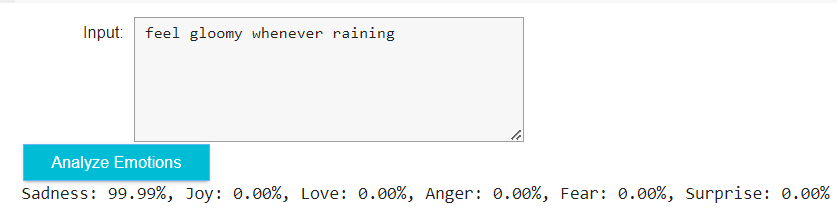 Input: feel gloomy whenever raining
Analyze Emotions
Sadness: 99.99%, Joy: 0.00%, Love: 0.00%, Anger: 0.00%, Fear: 0.00%, Surprise: 0.00%